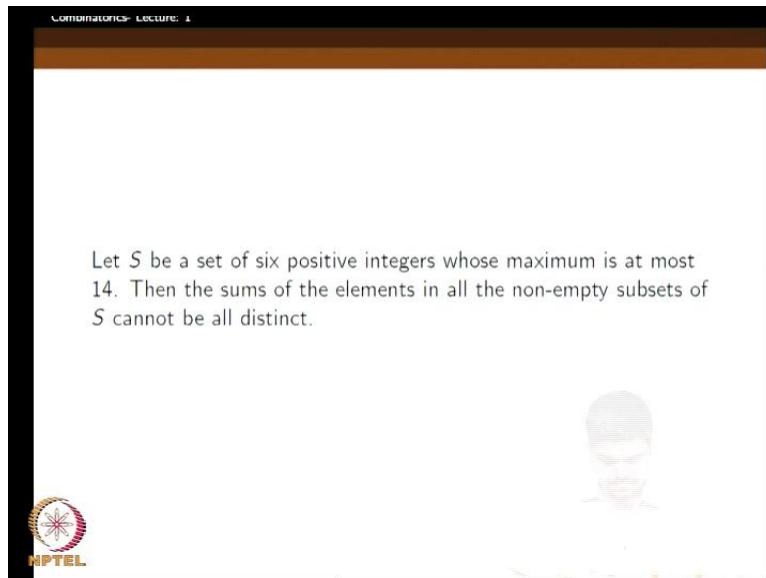 Combinatorics- Lecture: 1
Let S be a set of six positive integers whose maximum is at most
14. Then the sums of the elements in all the non-empty subsets of
S cannot be all distinct.
NPTEL